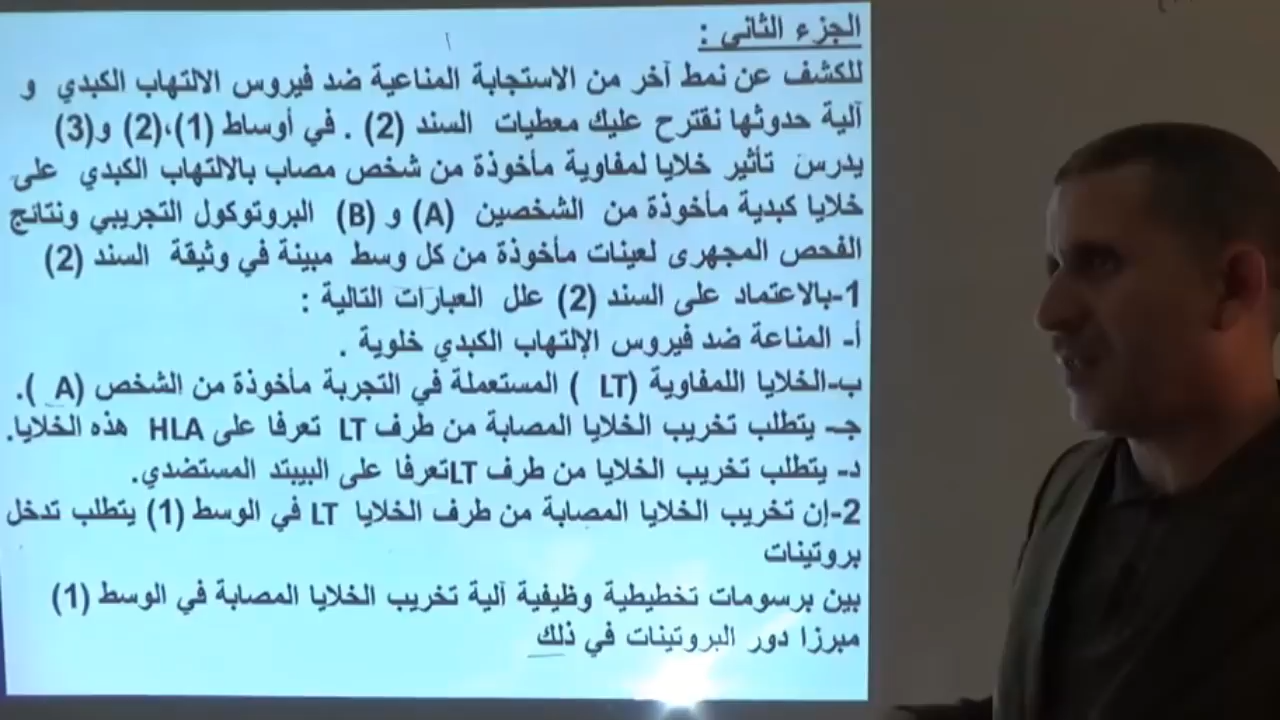 الجزء الثاني :
للكشف عن نمط آخر من الاستجابة المناعية ضد فيروس الالتهاب الكبدي و
آلية حدوثها نقترح عليك معطيات السند (2) . في أوساط (1)،(2) و(3)
يدرس تأثير خلايا لمفاوية مأخوذة من شخص مصاب بالالتهاب الكبدي على
خلايا كبدية مأخوذة من الشخصين (A) و (B) البروتوكول التجريبي ونتائج
الفحص المجهرى لعينات مأخوذة من كل وسط مبينة في وثيقة السند (2)
1-بالاعتماد على السند (2) علل العبارات التالية :
أ- المناعة ضد فيروس الإلتهاب الكبدي خلوية .
ب-الخلايا اللمفاوية (LT ) المستعملة في التجربة مأخوذة من الشخص (A ).
جـ- يتطلب تخريب الخلايا المصابة من طرف LT تعرفا على HLA هذه الخلايا.
د- يتطلب تخريب الخلايا من طرف LTتعرفا على البيبتد المستضدي.
2-إن تخريب الخلايا المصابة من طرف الخلايا LT في الوسط (1) يتطلب تدخل
بروتينات
بين برسومات تخطيطية وظيفية آلية تخريب الخلايا المصابة في الوسط (1)
مبرزا دور البروتينات في ذلك